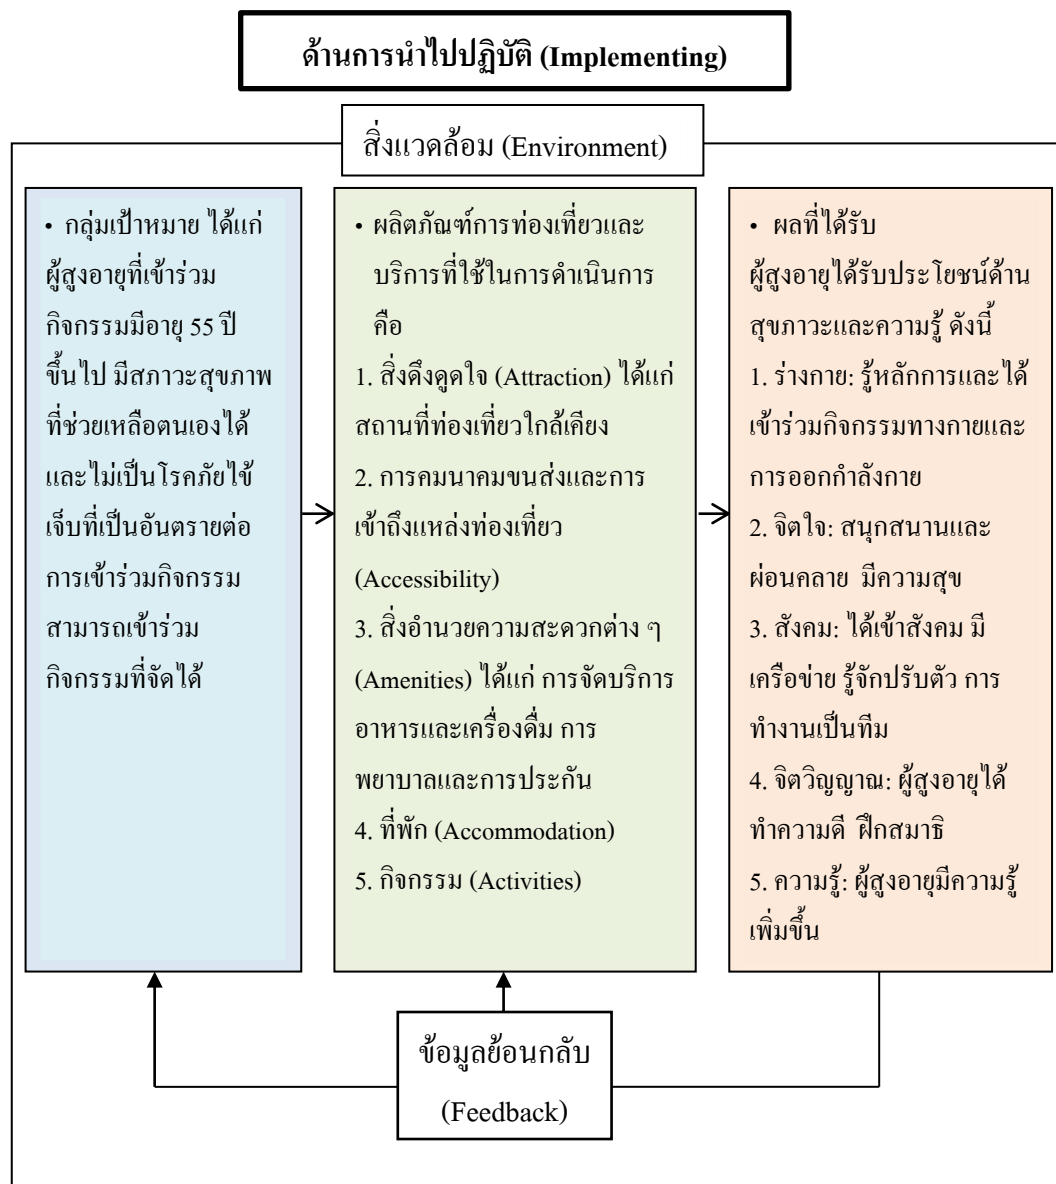 ด้านการนำไปปฏิบัติ (Implementing)
สิ่งแวดล้อม (Environment)
• กลุ่มเป้าหมาย ได้แก่
ผู้สูงอายุที่เข้าร่วม
กิจกรรมมีอายุ 55 ปี
ขึ้นไป มีสภาวะสุขภาพ
ที่ช่วยเหลือตนเองได้
และไม่เป็นโรคภัยไข้
เจ็บที่เป็นอันตรายต่อ
การเข้าร่วมกิจกรรม
สามารถเข้าร่วม
กิจกรรมที่จัดได้
• ผลิตภัณฑ์การท่องเที่ยวและ
บริการที่ใช้ในการดำเนินการ
คือ
1. สิ่งดึงดูดใจ (Attraction) ได้แก่
สถานที่ท่องเที่ยวใกล้เคียง
2. การคมนาคมขนส่งและการ
เข้าถึงแหล่งท่องเที่ยว
(Accessibility)
3. สิ่งอำนวยความสะดวกต่าง ๆ
(Amenities) ได้แก่ การจัดบริการ
อาหารและเครื่องดื่ม การ
พยาบาลและการประกัน
4. ที่พัก (Accommodation)
5. กิจกรรม (Activities)
• ผลที่ได้รับ
ผู้สูงอายุได้รับประโยชน์ด้าน
สุขภาวะและความรู้ ดังนี้
1. ร่างกาย: รู้หลักการและได้
เข้าร่วมกิจกรรมทางกายและ
การออกกำลังกาย
2. จิตใจ: สนุกสนานและ
ผ่อนคลาย มีความสุข
3. สังคม: ได้เข้าสังคม มี
เครือข่าย รู้จักปรับตัว การ
ทำงานเป็นทีม
4. จิตวิญญาณ: ผู้สูงอายุได้
ทำความดี ฝึกสมาธิ
5. ความรู้: ผู้สูงอายุมีความรู้
เพิ่มขึ้น
ข้อมูลย้อนกลับ
(Feedback)